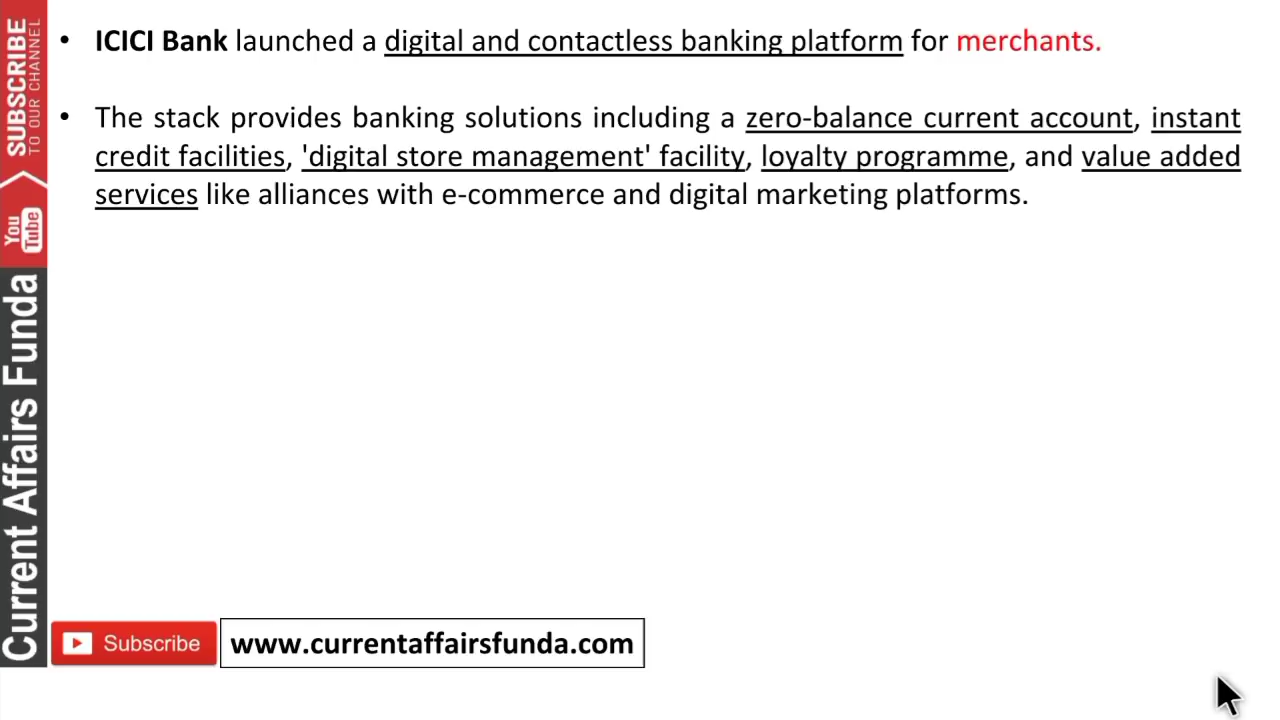 • ICICI Bank launched a digital and contactless banking platform for merchants.
• The stack provides banking solutions including a zero-balance current account, instant
credit facilities, 'digital store management' facility, loyalty programme, and value added
services like alliances with e-commerce and digital marketing platforms.
SUBSCRIBE
TO OUR CHANNEL
You
Tube
Current Affairs Funda
Subscribe
www.currentaffairsfunda.com